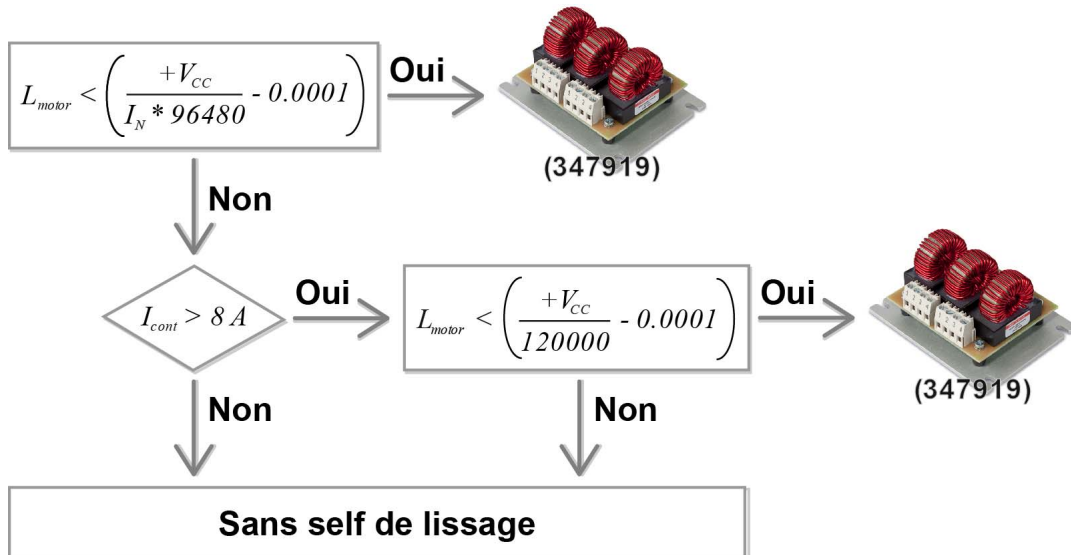 L_motor < ( +V_CC / I_N * 96480 - 0.0001 )
Oui
(347919)
Non
I_cont > 8 A
Oui
L_motor < ( +V_CC / 120000 - 0.0001 )
Oui
(347919)
Non
Non
Sans self de lissage